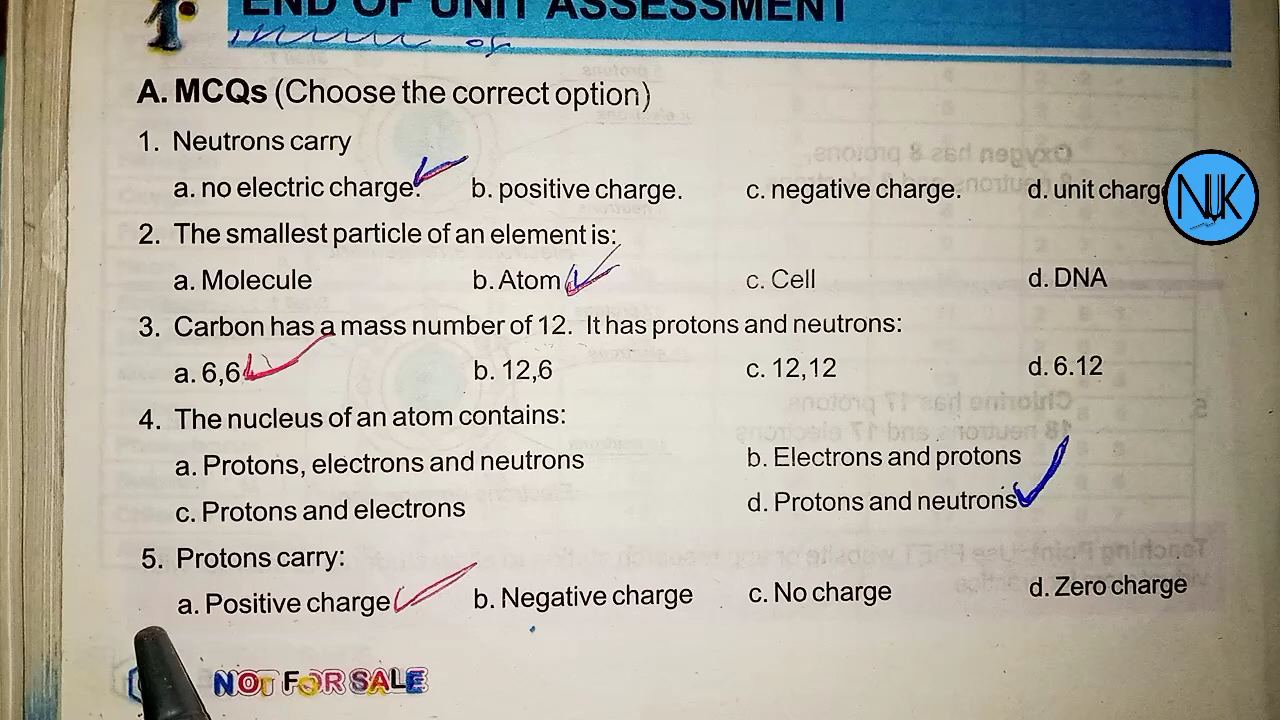 END OF UNIT ASSESSMENT
A. MCQs (Choose the correct option)
1. Neutrons carry
a. no electric charge. b. positive charge. c. negative charge. d. unit charge
NJK
2. The smallest particle of an element is:
a. Molecule b. Atom c. Cell d. DNA
3. Carbon has a mass number of 12. It has protons and neutrons:
a. 6,6 b. 12,6 c. 12,12 d. 6.12
4. The nucleus of an atom contains:
a. Protons, electrons and neutrons b. Electrons and protons
c. Protons and electrons d. Protons and neutrons
5. Protons carry:
a. Positive charge b. Negative charge c. No charge d. Zero charge
NOT FOR SALE